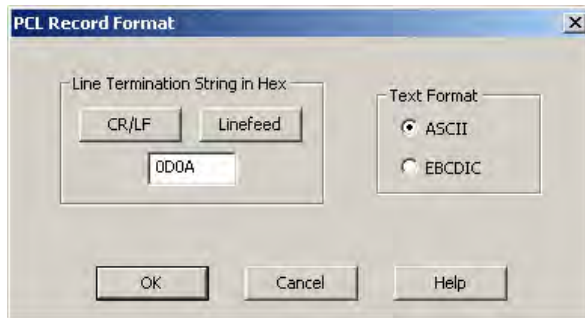 PCL Record Format
Line Termination String in Hex
CR/LF
Linefeed
0D0A
Text Format
ASCII
EBCDIC
OK
Cancel
Help